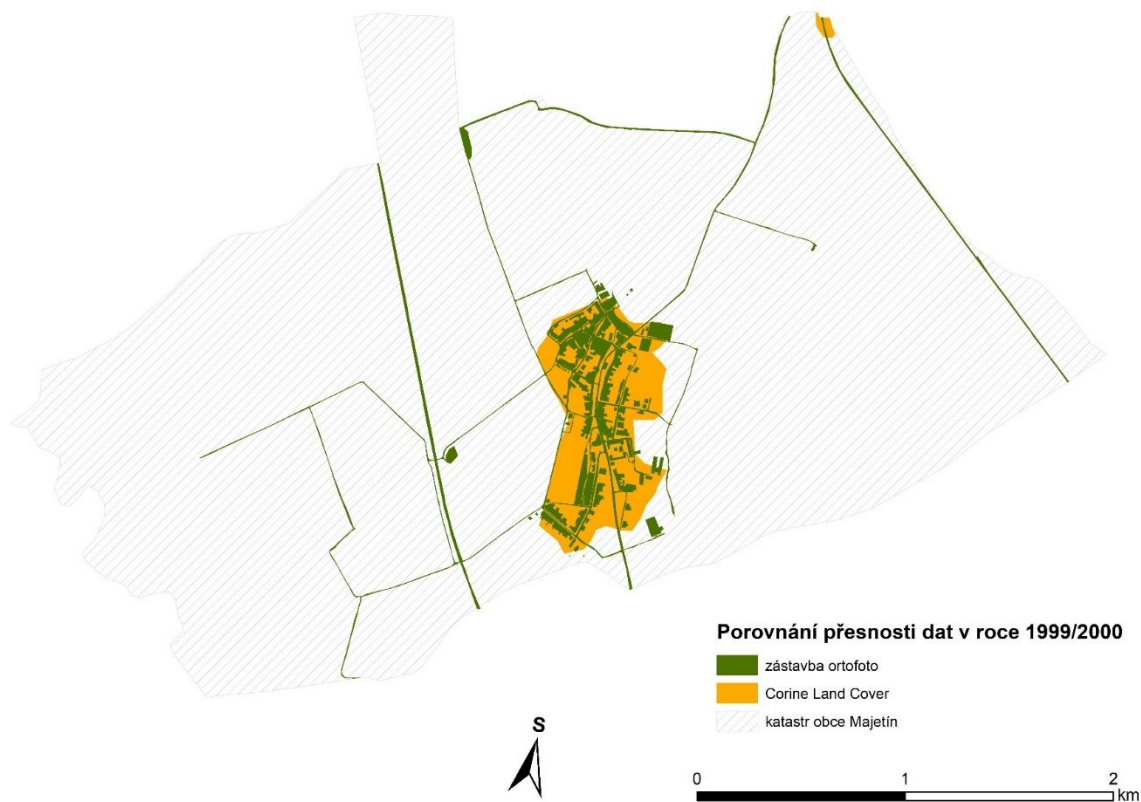 Porovnání přesnosti dat v roce 1999/2000
zástavba ortofoto
Corine Land Cover
katastr obce Majetín
S
0 1 2
km